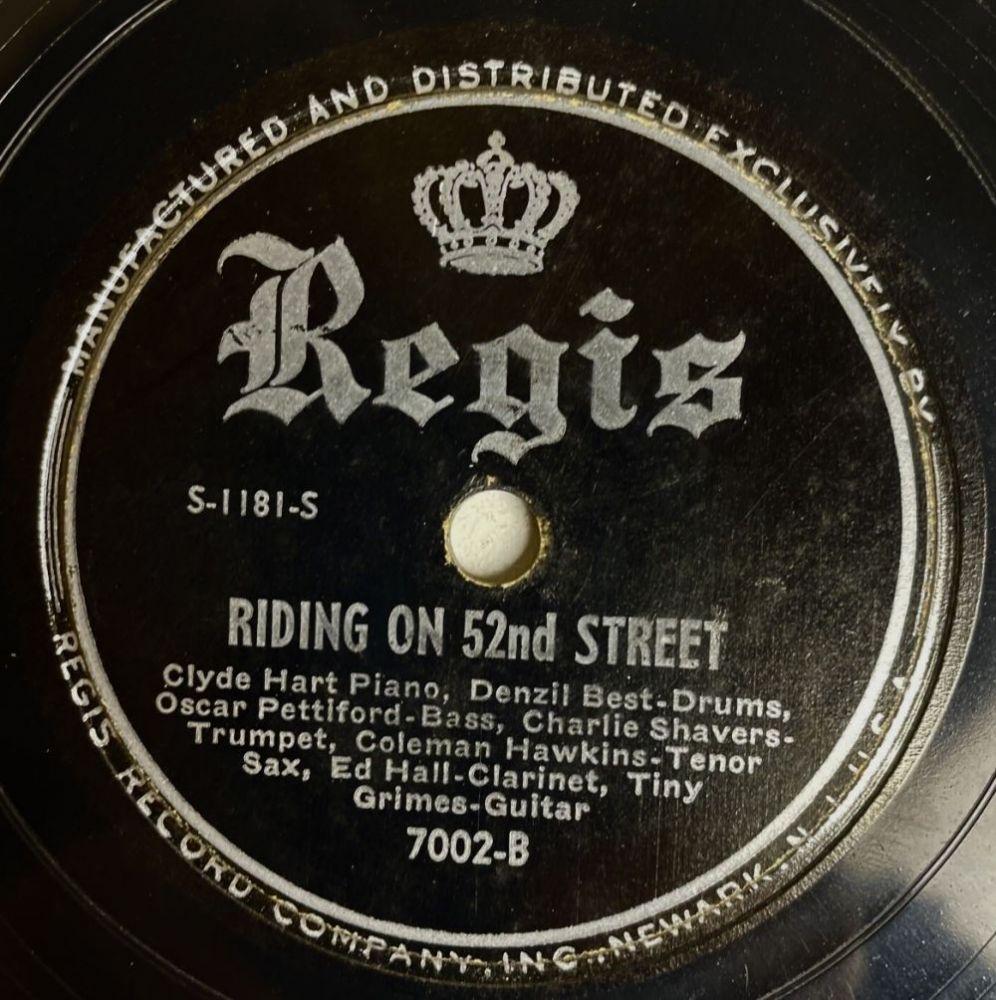 MANUFACTURED AND DISTRIBUTED EXCLUSIVELY BY
Regis
S-1181-S
RIDING ON 52nd STREET
Clyde Hart Piano, Denzil Best-Drums,
Oscar Pettiford-Bass, Charlie Shavers-
Trumpet, Coleman Hawkins-Tenor
Sax, Ed Hall-Clarinet, Tiny
Grimes-Guitar
7002-B
REGIS RECORD COMPANY, INC., NEWARK, N. J. U. S. A.